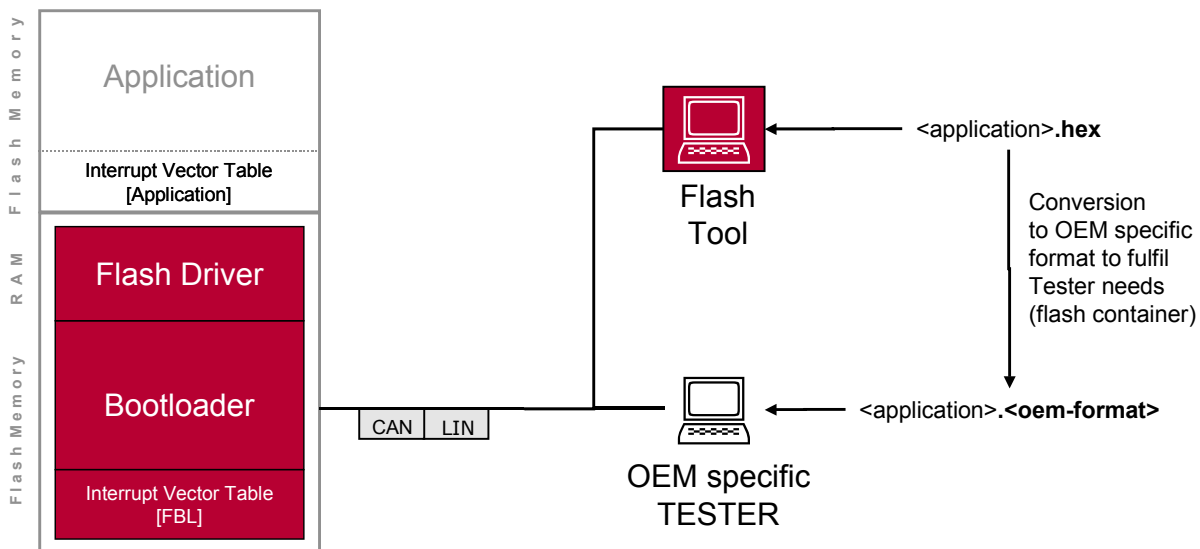 Flash Memory
Application
Interrupt Vector Table
[Application]
RAM
Flash Driver
FlashMemory
Bootloader
Interrupt Vector Table
[FBL]
CAN
LIN
Flash
Tool
<application>.hex
Conversion
to OEM specific
format to fulfil
Tester needs
(flash container)
<application>.<oem-format>
OEM specific
TESTER